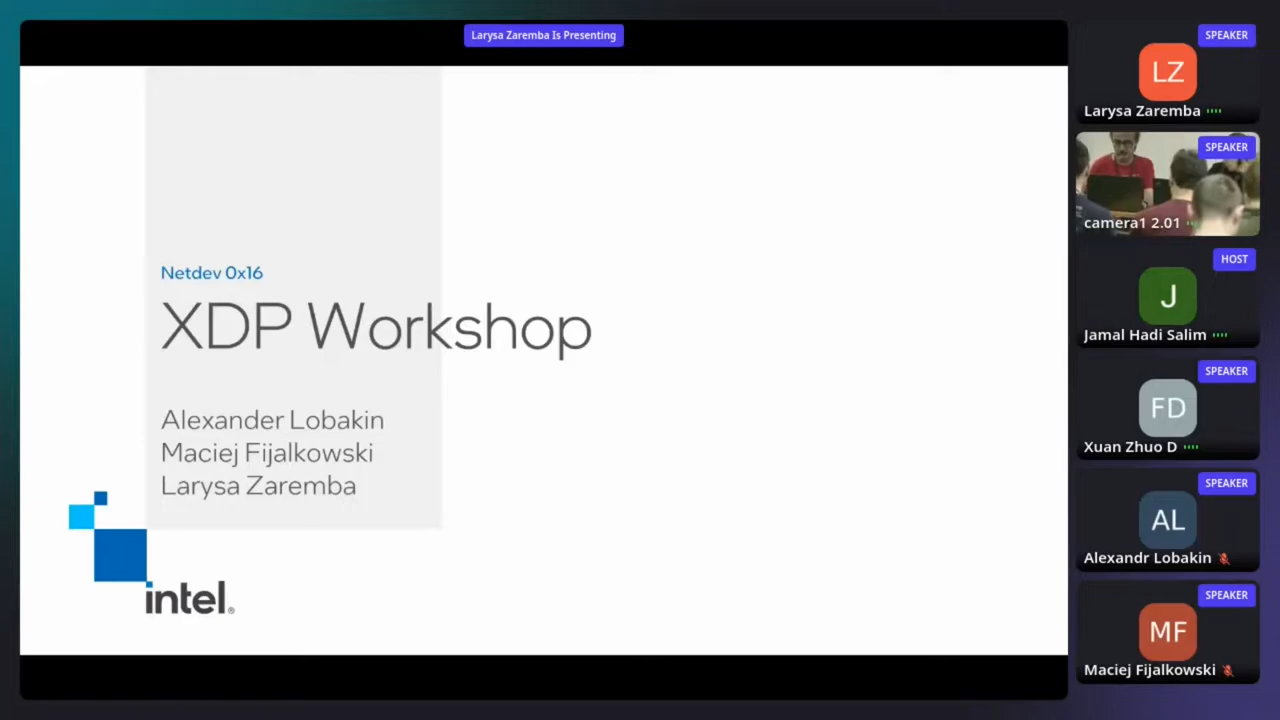 Larysa Zaremba Is Presenting
Netdev 0x16
XDP Workshop
Alexander Lobakin
Maciej Fijalkowski
Larysa Zaremba
intel®
SPEAKER
LZ
Larysa Zaremba
SPEAKER
camera1 2.01
HOST
J
Jamal Hadi Salim
SPEAKER
FD
Xuan Zhuo D
SPEAKER
AL
Alexandr Lobakin
SPEAKER
MF
Maciej Fijalkowski